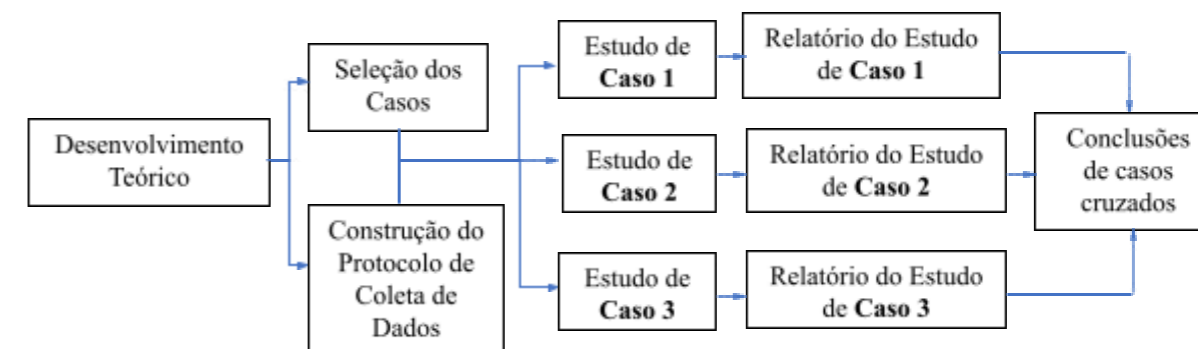 Desenvolvimento
Teórico
Seleção dos
Casos
Construção do
Protocolo de
Coleta de
Dados
Estudo de
Caso 1
Relatório do Estudo
de Caso 1
Estudo de
Caso 2
Relatório do Estudo
de Caso 2
Estudo de
Caso 3
Relatório do Estudo
de Caso 3
Conclusões
de casos
cruzados